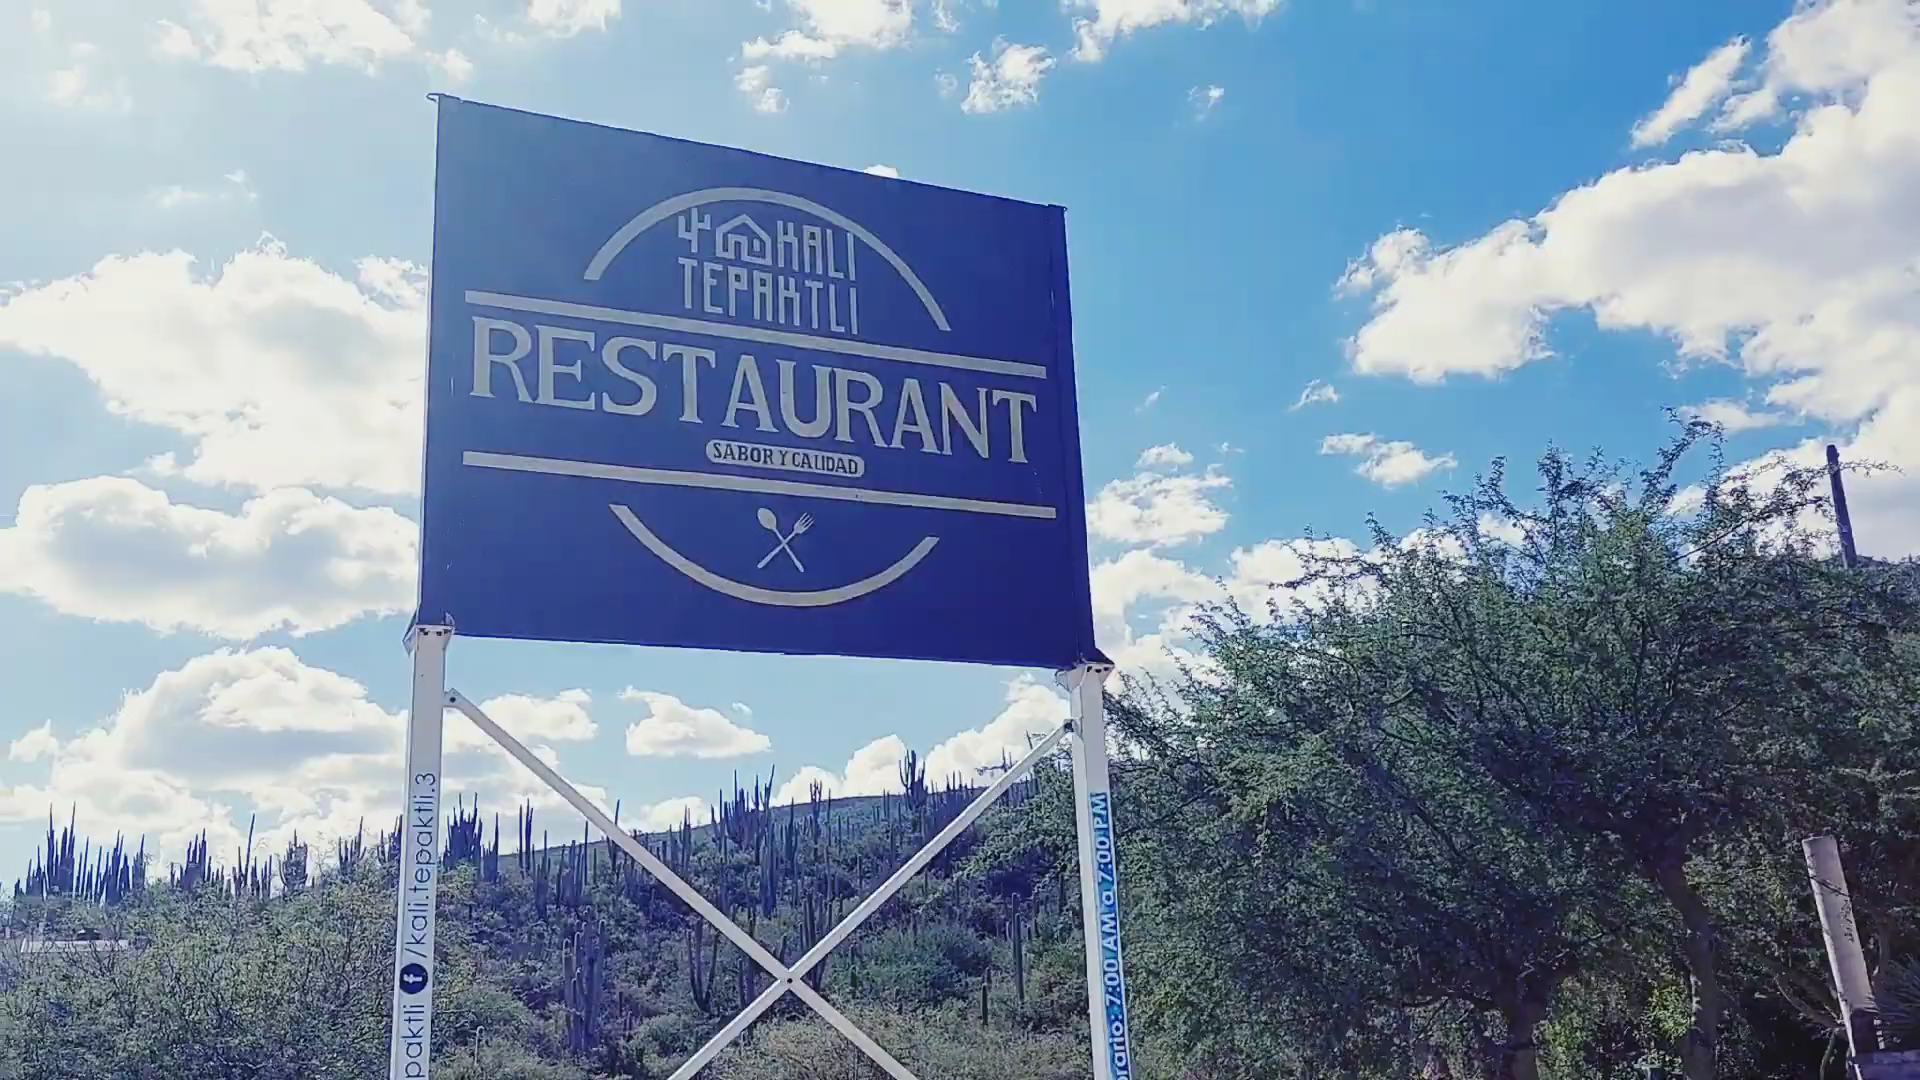 KALI
TEPAKTLI
RESTAURANT
SABOR Y CALIDAD
/kali.tepaktli.3
7:00 AM a 7:00 PM